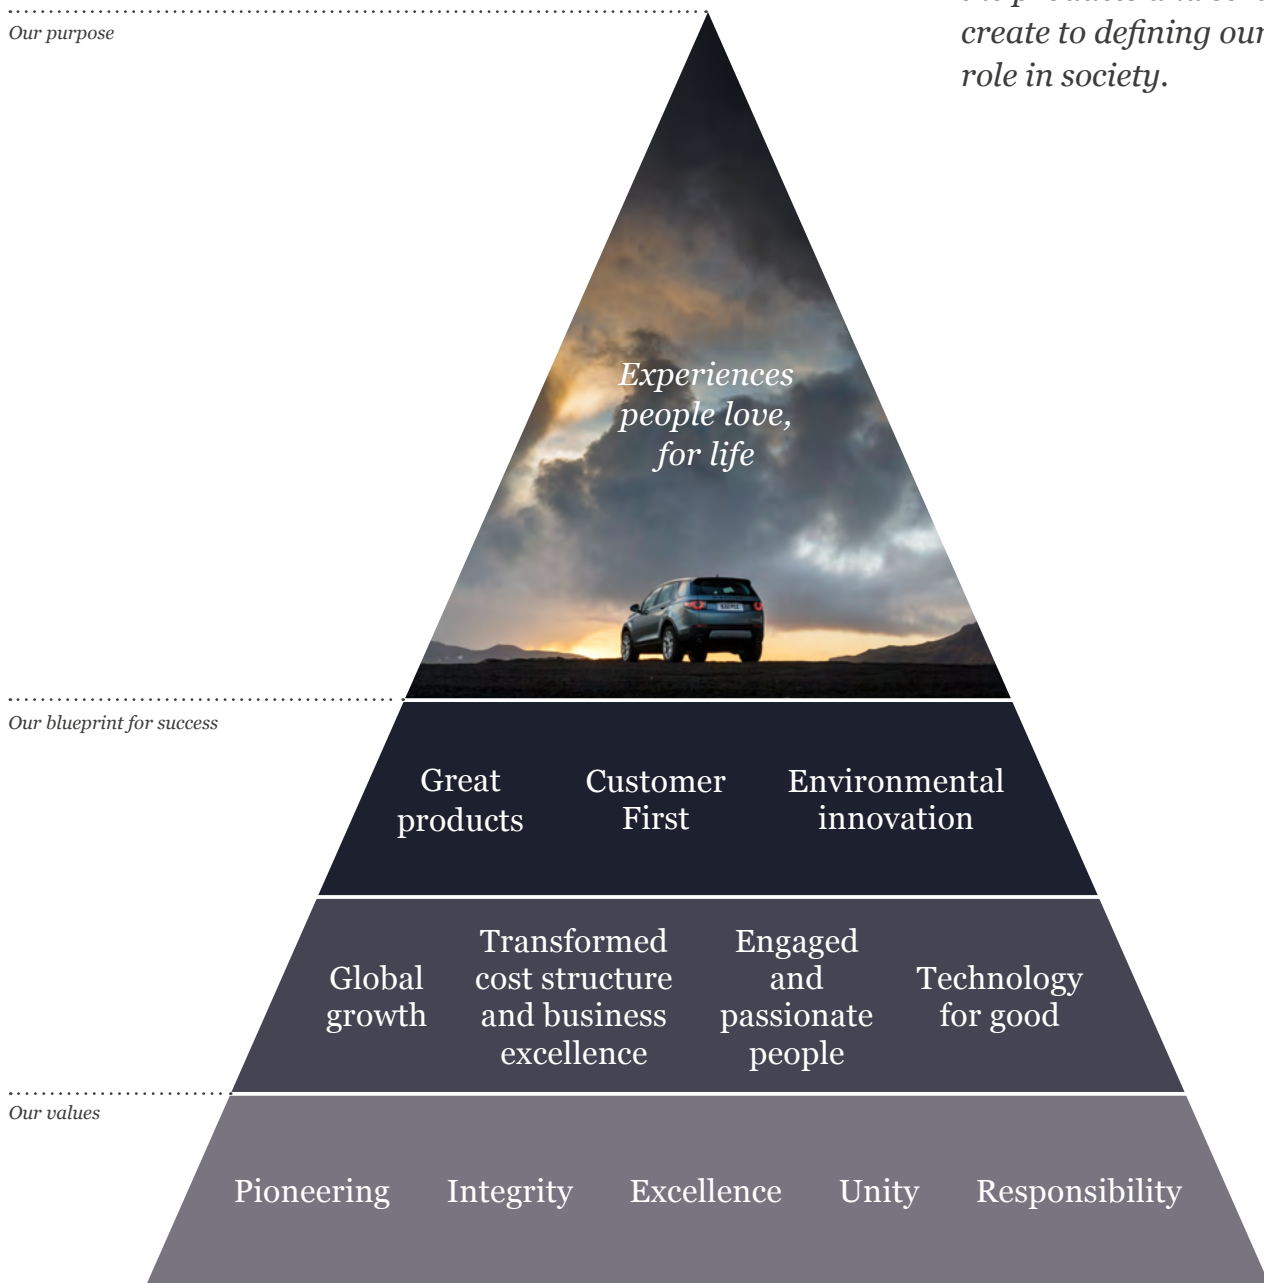 create to defining our
role in society.
Our purpose
Experiences
people love,
for life
Our blueprint for success
Great
products
Customer
First
Environmental
innovation
Global
growth
Transformed
cost structure
and business
excellence
Engaged
and
passionate
people
Technology
for good
Our values
Pioneering Integrity Excellence Unity Responsibility